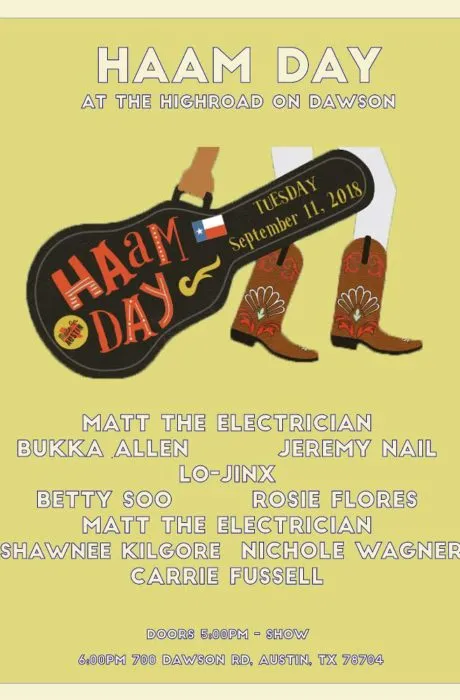 HAAM DAY
AT THE HIGHROAD ON DAWSON
TUESDAY
September 11, 2018
HAAM
DAY
AUSTIN
MATT THE ELECTRICIAN
BUKKA ALLEN JEREMY NAIL
LO-JINX
BETTY SOO ROSIE FLORES
MATT THE ELECTRICIAN
SHAWNEE KILGORE NICHOLE WAGNER
CARRIE FUSSELL
DOORS 5:00PM - SHOW
6:00PM 700 DAWSON RD, AUSTIN, TX 78704